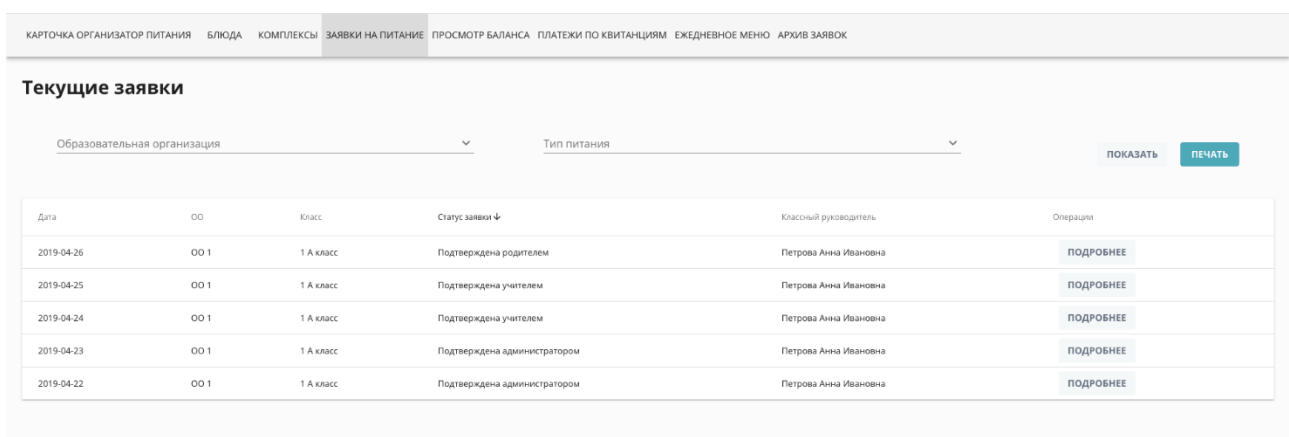 КАРТОЧКА ОРГАНИЗАТОР ПИТАНИЯ БЛЮДА КОМПЛЕКСЫ ЗАЯВКИ НА ПИТАНИЕ ПРОСМОТР БАЛАНСА ПЛАТЕЖИ ПО КВИТАНЦИЯМ ЕЖЕДНЕВНОЕ МЕНЮ АРХИВ ЗАЯВОК
Текущие заявки
Образовательная организация Тип питания ПОКАЗАТЬ ПЕЧАТЬ
Дата ОО Класс Статус заявки Классный руководитель Операции
2019-04-26 ОО 1 1 А класс Подтверждена родителем Петрова Анна Ивановна ПОДРОБНЕЕ
2019-04-25 ОО 1 1 А класс Подтверждена учителем Петрова Анна Ивановна ПОДРОБНЕЕ
2019-04-24 ОО 1 1 А класс Подтверждена учителем Петрова Анна Ивановна ПОДРОБНЕЕ
2019-04-23 ОО 1 1 А класс Подтверждена администратором Петрова Анна Ивановна ПОДРОБНЕЕ
2019-04-22 ОО 1 1 А класс Подтверждена администратором Петрова Анна Ивановна ПОДРОБНЕЕ